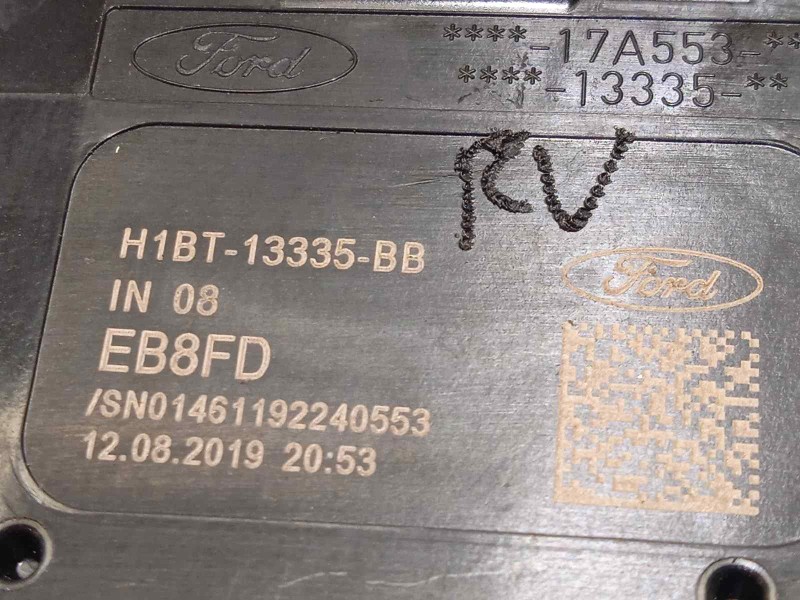 Ford
****-17A553-**
****-13335-**
RV
H1BT-13335-BB
Ford
IN 08
EB8FD
/SN01461192240553
12.08.2019 20:53